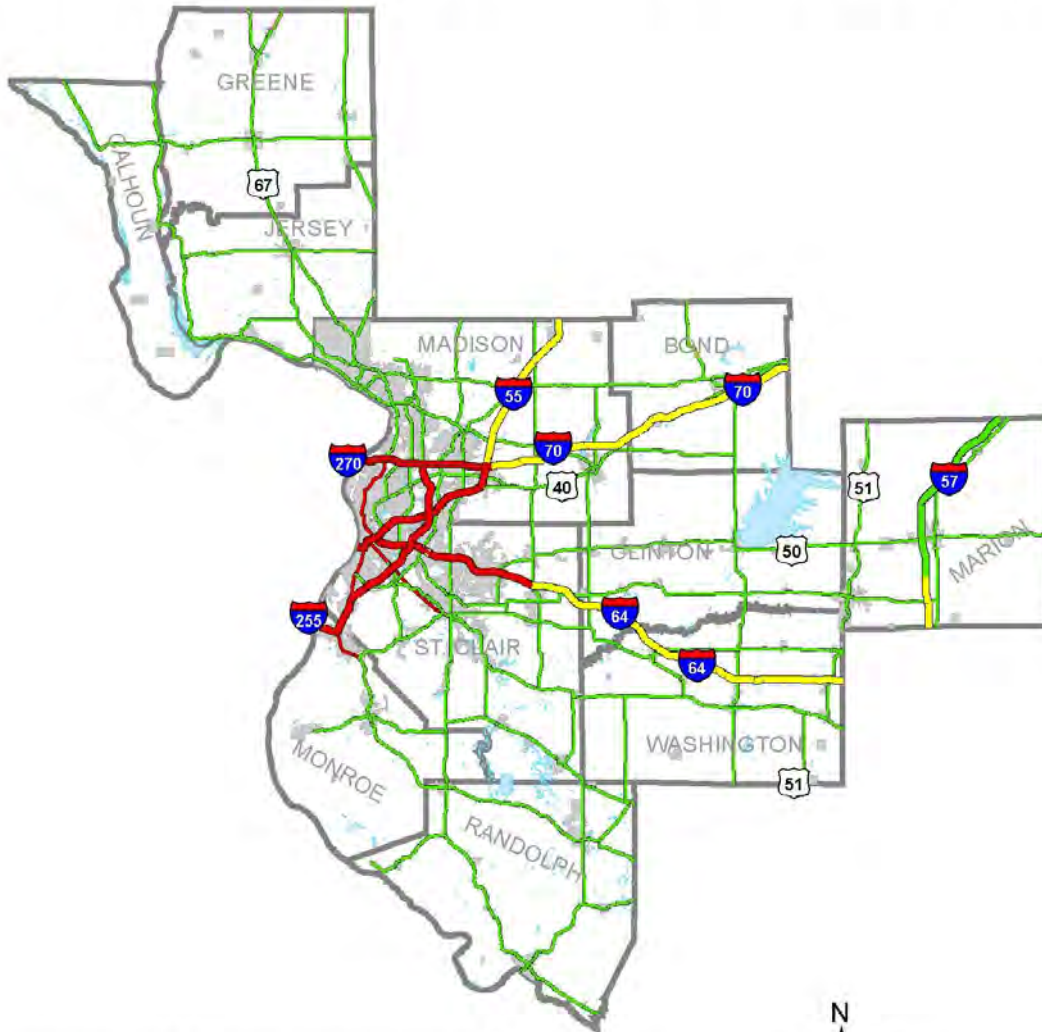 GREENE
CALHOUN
67
JERSEY
MADISON
BOND
55
70
70
270
40
51
57
MARION
CLINTON
50
255
64
ST. CLAIR
64
WASHINGTON
MONROE
51
RANDOLPH
N